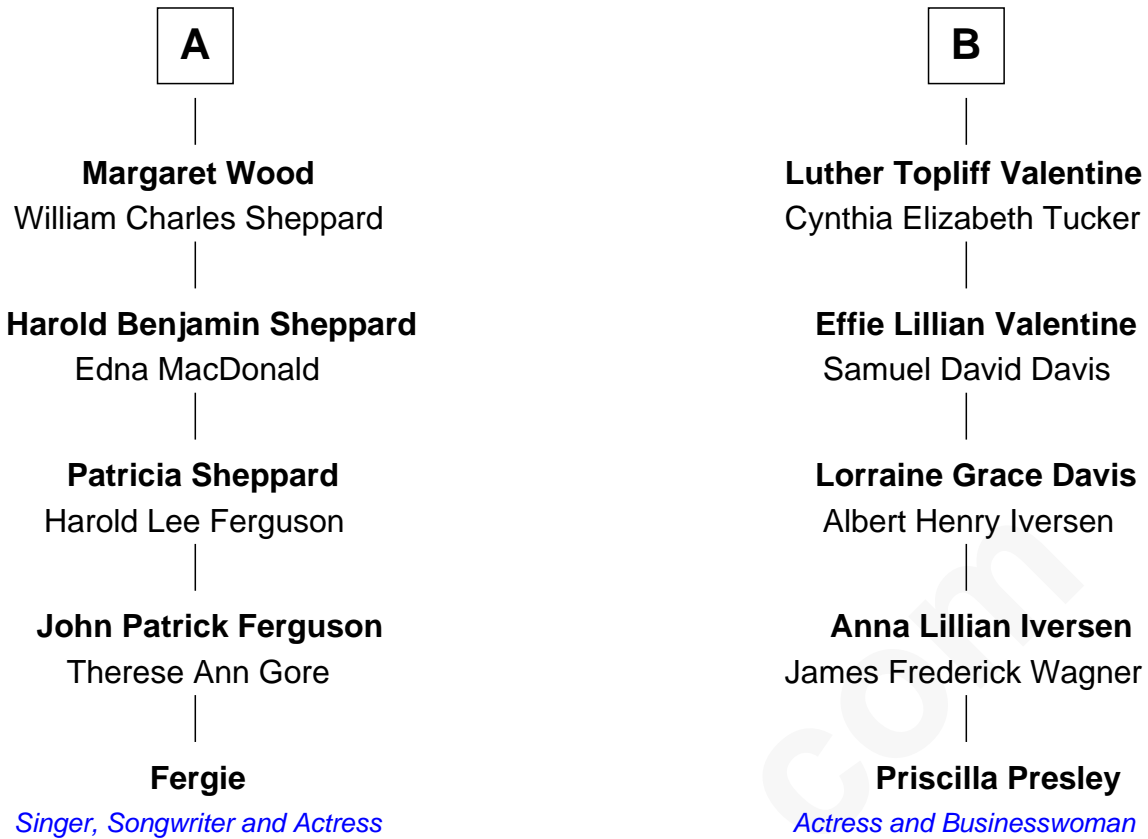 A
Margaret Wood
William Charles Sheppard
Harold Benjamin Sheppard
Edna MacDonald
Patricia Sheppard
Harold Lee Ferguson
John Patrick Ferguson
Therese Ann Gore
Fergie
Singer, Songwriter and Actress
B
Luther Topliff Valentine
Cynthia Elizabeth Tucker
Effie Lillian Valentine
Samuel David Davis
Lorraine Grace Davis
Albert Henry Iversen
Anna Lillian Iversen
James Frederick Wagner
Priscilla Presley
Actress and Businesswoman
com